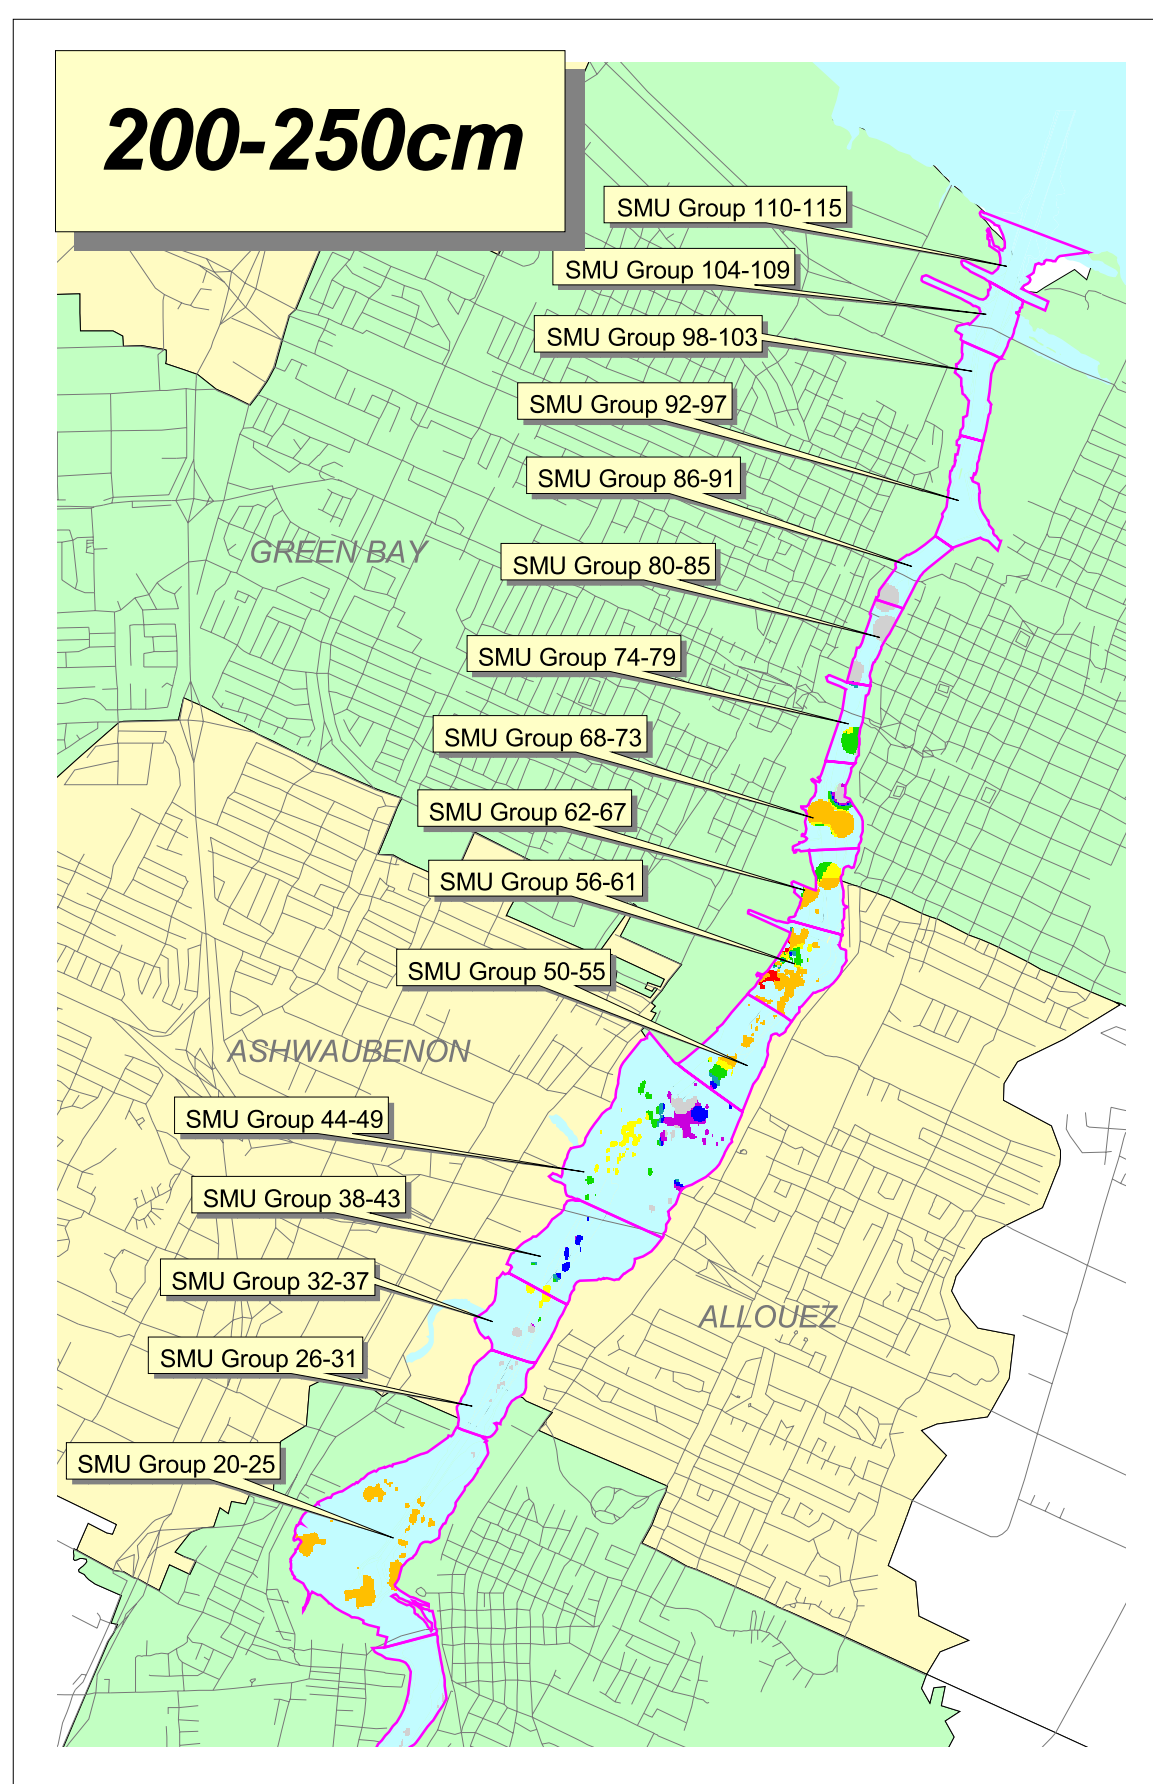 200-250cm
SMU Group 110-115
SMU Group 104-109
SMU Group 98-103
SMU Group 92-97
SMU Group 86-91
GREEN BAY
SMU Group 80-85
SMU Group 74-79
SMU Group 68-73
SMU Group 62-67
SMU Group 56-61
SMU Group 50-55
ASHWAUBENON
SMU Group 44-49
SMU Group 38-43
SMU Group 32-37
ALLOUEZ
SMU Group 26-31
SMU Group 20-25